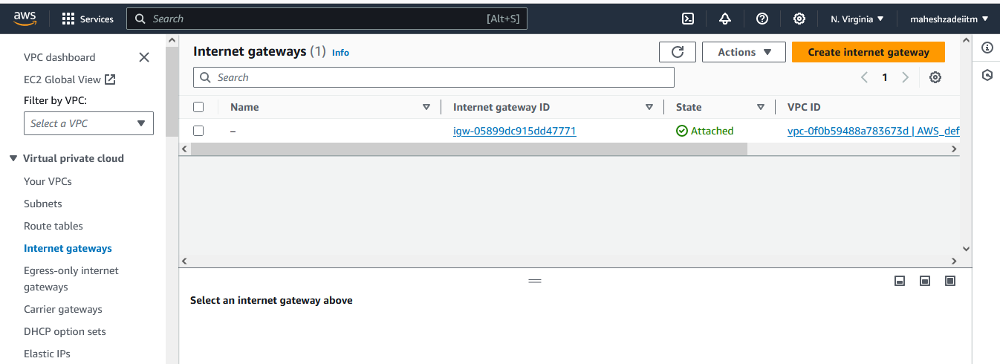 aws
Services
Search
[Alt+S]
N. Virginia
maheshzadeiitm
VPC dashboard
EC2 Global View
Filter by VPC:
Select a VPC
Virtual private cloud
Your VPCs
Subnets
Route tables
Internet gateways
Egress-only internet
gateways
Carrier gateways
DHCP option sets
Elastic IPs
Internet gateways (1) Info
Actions
Create internet gateway
Search
1
Name
Internet gateway ID
State
VPC ID
–
igw-05899dc915dd47771
Attached
vpc-0f0b59488a783673d | AWS_def
Select an internet gateway above